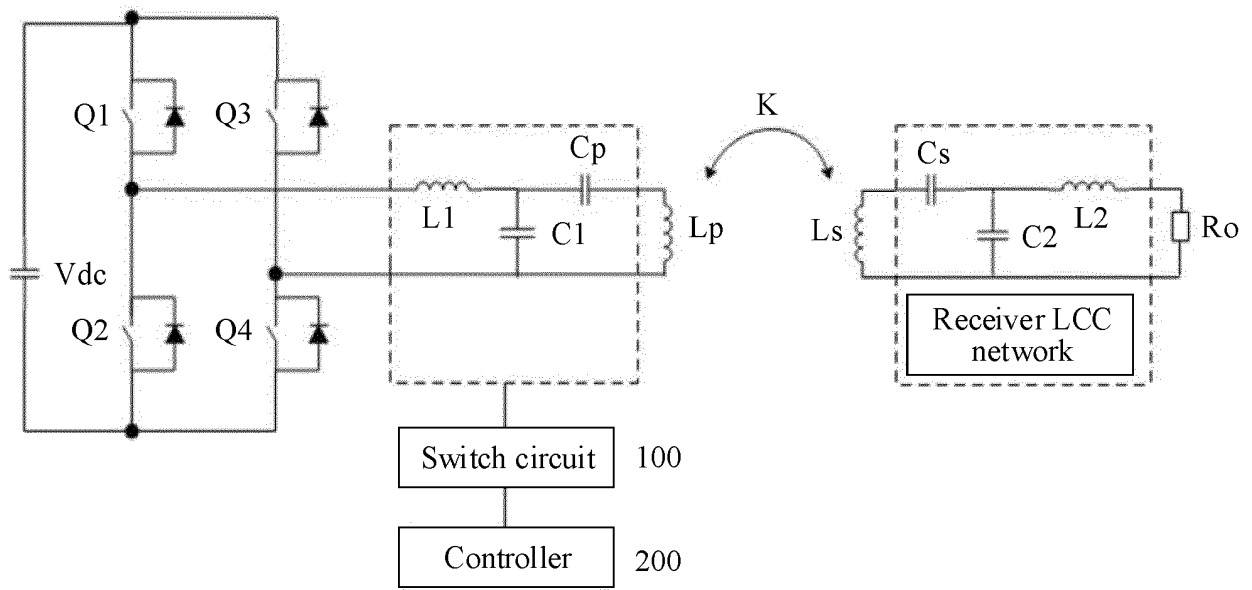 Q1
Q3
K
Cp
Cs
L1
C1
Lp
Ls
C2
L2
Ro
Vdc
Q2
Q4
Receiver LCC
network
Switch circuit
100
Controller
200